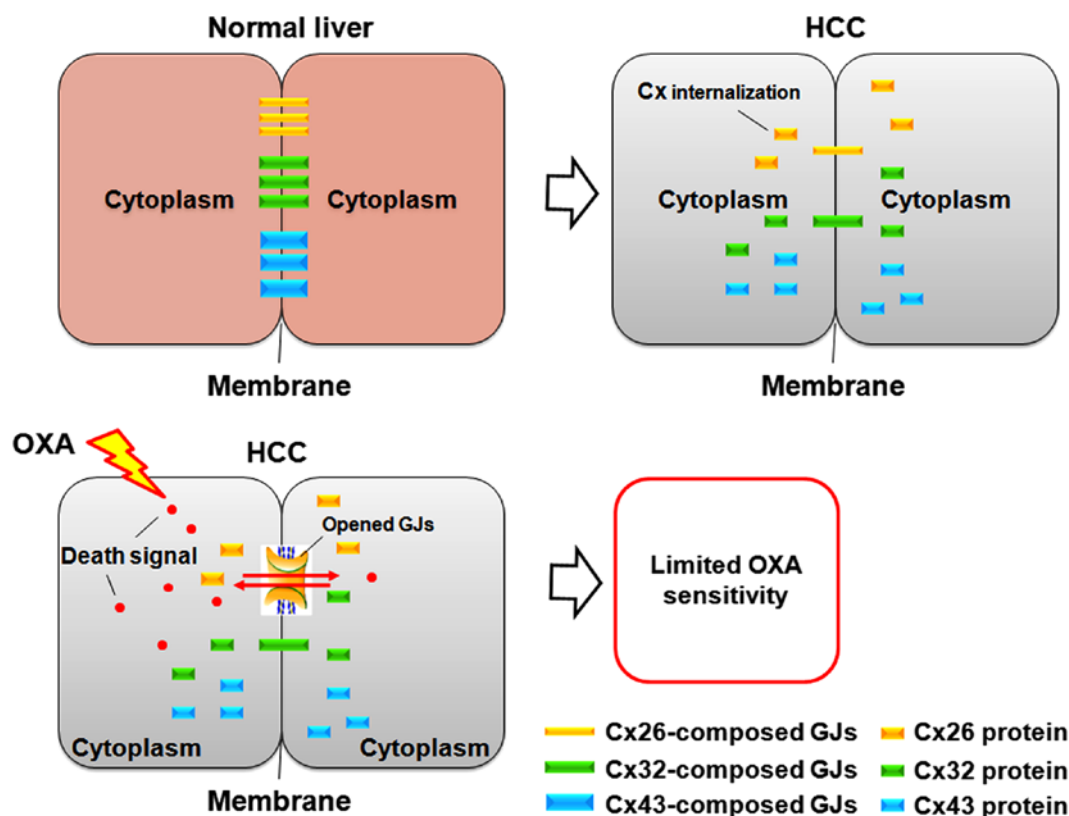 Normal liver
HCC
Cx internalization
Cytoplasm
Cytoplasm
Cytoplasm
Cytoplasm
Membrane
Membrane
OXA
HCC
Opened GJs
Death signal
Limited OXA
sensitivity
Cytoplasm
Cytoplasm
Membrane
Cx26-composed GJs
Cx26 protein
Cx32-composed GJs
Cx32 protein
Cx43-composed GJs
Cx43 protein